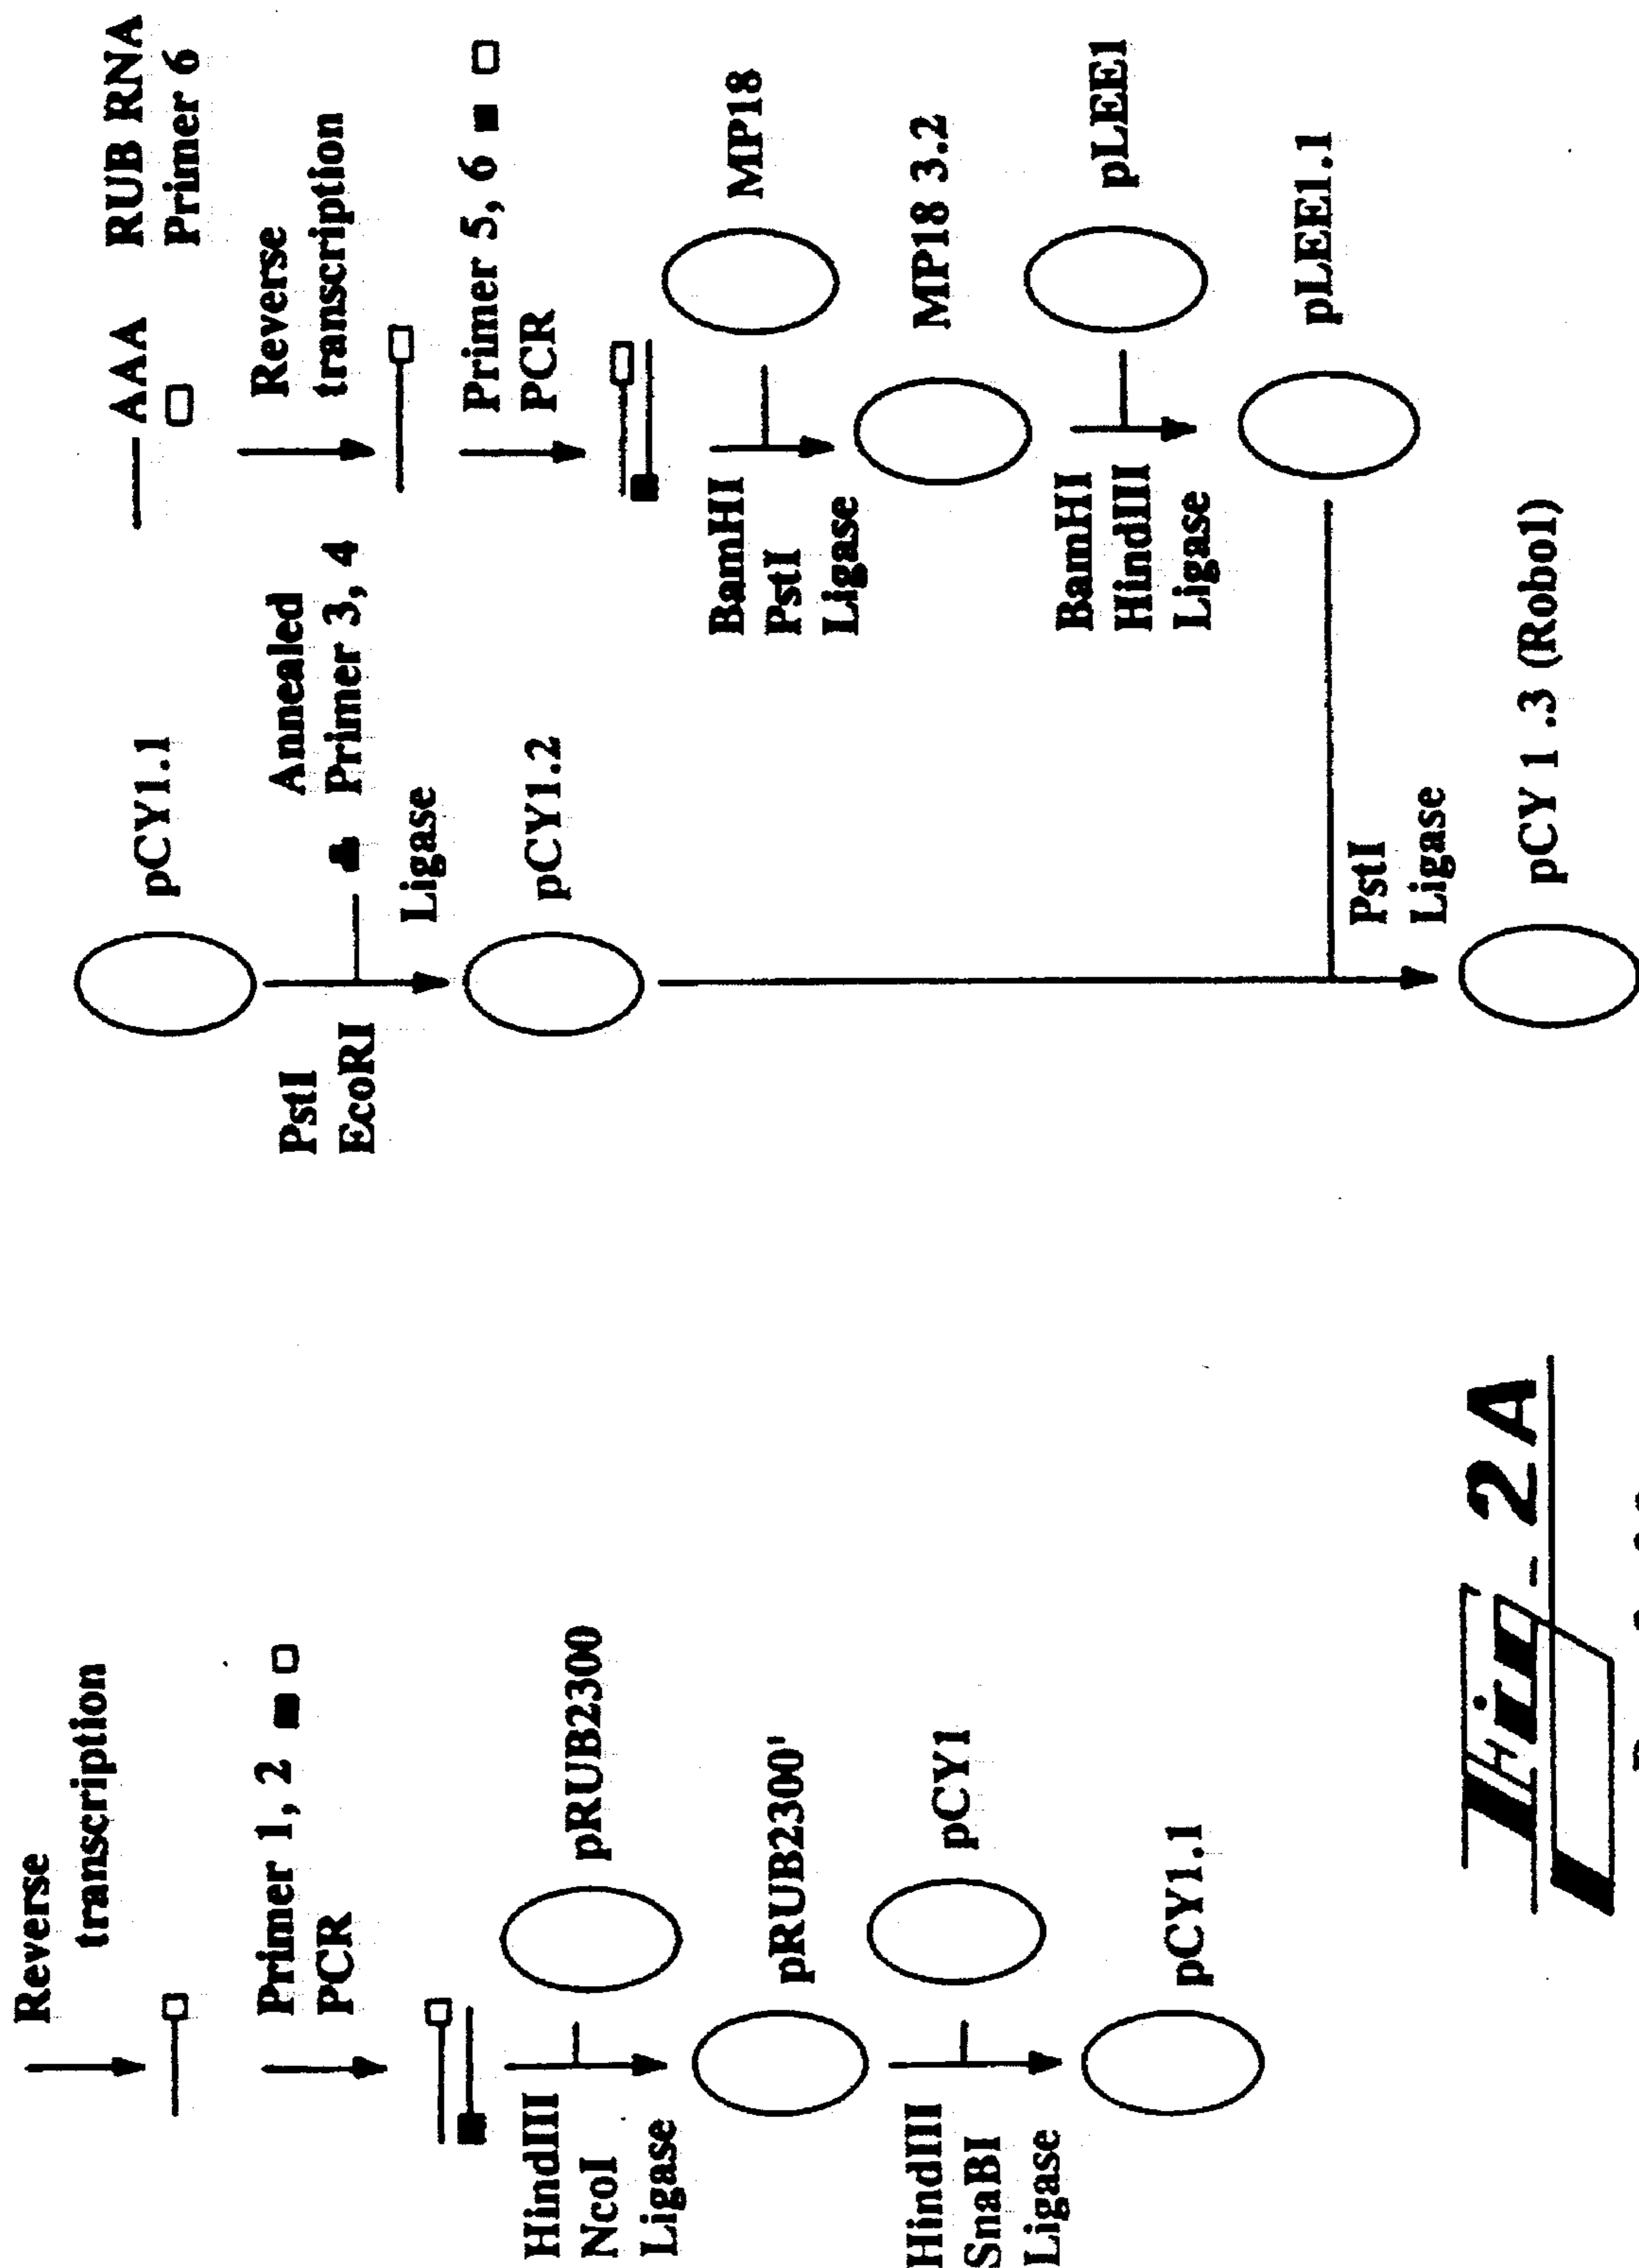 Reverse
transcription
Primer 1, 2
PCR
HindIII
NcoI
Ligase
pRUB2300
pRUB2300'
HindIII
SnaBI
Ligase
pCY1
pCY1.1
pCY1.1
PstI
EcoRI
Annealed
Primer 3, 4
Ligase
pCY1.2
AAA RUB RNA
Primer 6
Reverse
transcription
Primer 5, 6
PCR
BamHI
PstI
Ligase
MP18
MP18 3.2
BamHI
HindIII
Ligase
pLEE1
pLEE1.1
PstI
Ligase
pCY 1 .3 (Robo1)
2A